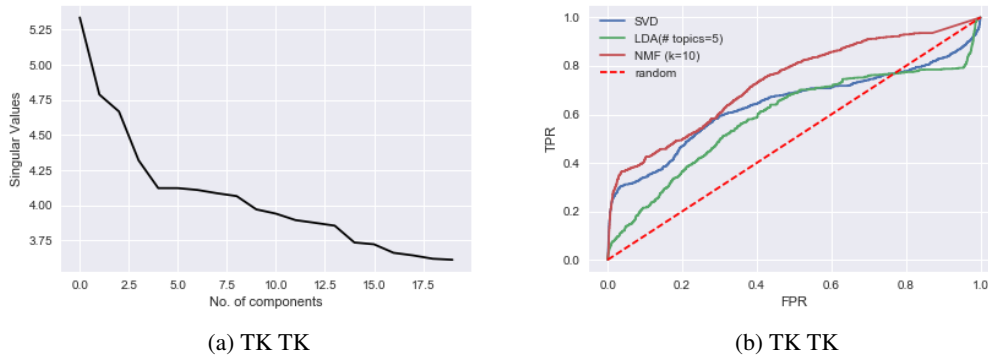 5.25
5.00
4.75
4.50
4.25
4.00
3.75
Singular Values
0.0 2.5 5.0 7.5 10.0 12.5 15.0 17.5
No. of components
(a) TK TK
1.0
0.8
0.6
0.4
0.2
0.0
TPR
SVD
LDA(# topics=5)
NMF (k=10)
random
0.0 0.2 0.4 0.6 0.8 1.0
FPR
(b) TK TK